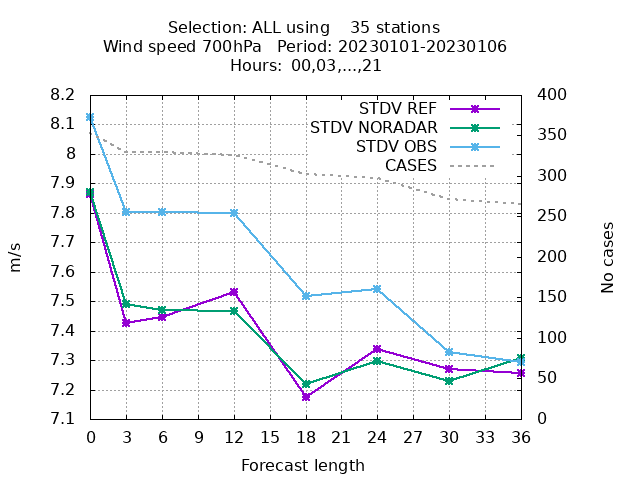 Selection: ALL using    35 stations
Wind speed 700hPa   Period: 20230101-20230106
Hours:  00,03,...,21
STDV REF
STDV NORADAR
STDV OBS
CASES
8.2
8.1
8
7.9
7.8
7.7
7.6
7.5
7.4
7.3
7.2
7.1
m/s
400
350
300
250
200
150
100
50
0
No cases
0 3 6 9 12 15 18 21 24 27 30 33 36
Forecast length